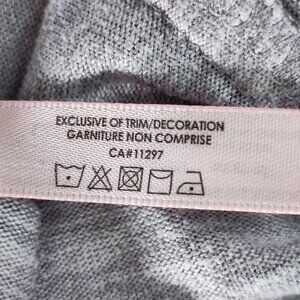 EXCLUSIVE OF TRIM/DECORATION
GARNITURE NON COMPRISE
CA#11297